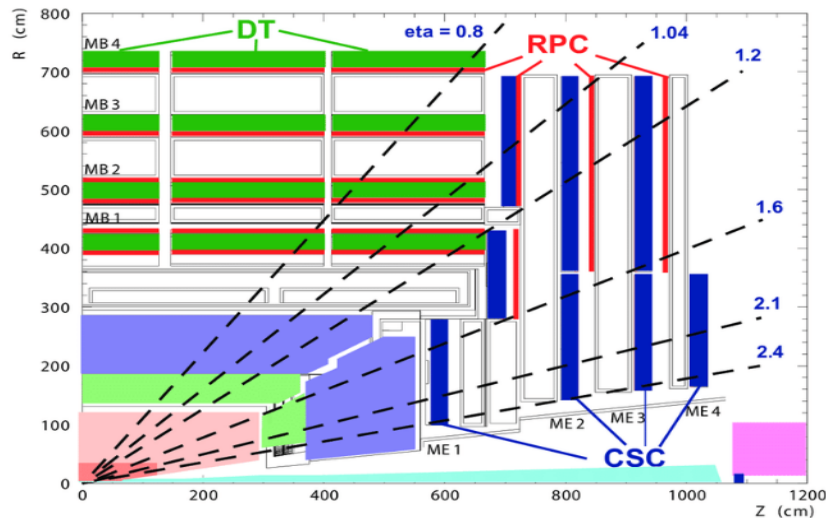 R (cm)
800
700
600
500
400
300
200
100
0
MB 4
MB 3
MB 2
MB 1
DT
eta = 0.8
RPC
1.04
1.2
1.6
2.1
2.4
ME 1
ME 2
ME 3
ME 4
CSC
0
200
400
600
800
1000
1200
Z (cm)